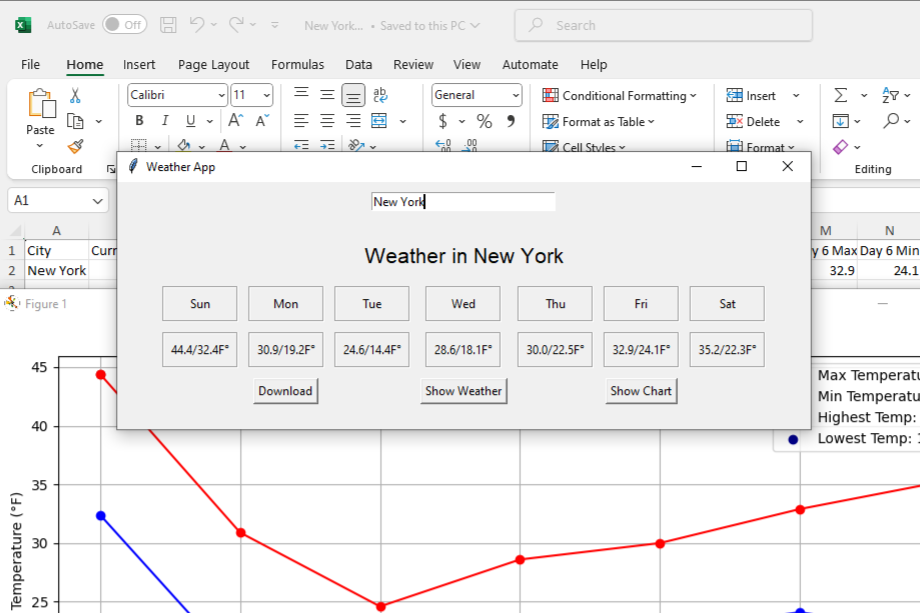 AutoSave Off New York... • Saved to this PC Search
File Home Insert Page Layout Formulas Data Review View Automate Help
Calibri 11 ab General Conditional Formatting Insert
Paste B I U A A $ % Format as Table Delete
A Cell Styles Format
Clipboard Editing
Weather App
A1
New York
A M N
1 City Curr y 6 Max Day 6 Min
2 New York 32.9 24.1
Weather in New York
Figure 1
Sun Mon Tue Wed Thu Fri Sat
44.4/32.4F° 30.9/19.2F° 24.6/14.4F° 28.6/18.1F° 30.0/22.5F° 32.9/24.1F° 35.2/22.3F°
Download Show Weather Show Chart
45
40
35
30
25
Temperature (°F)
Max Temperatu
Min Temperatu
Highest Temp:
Lowest Temp: 1